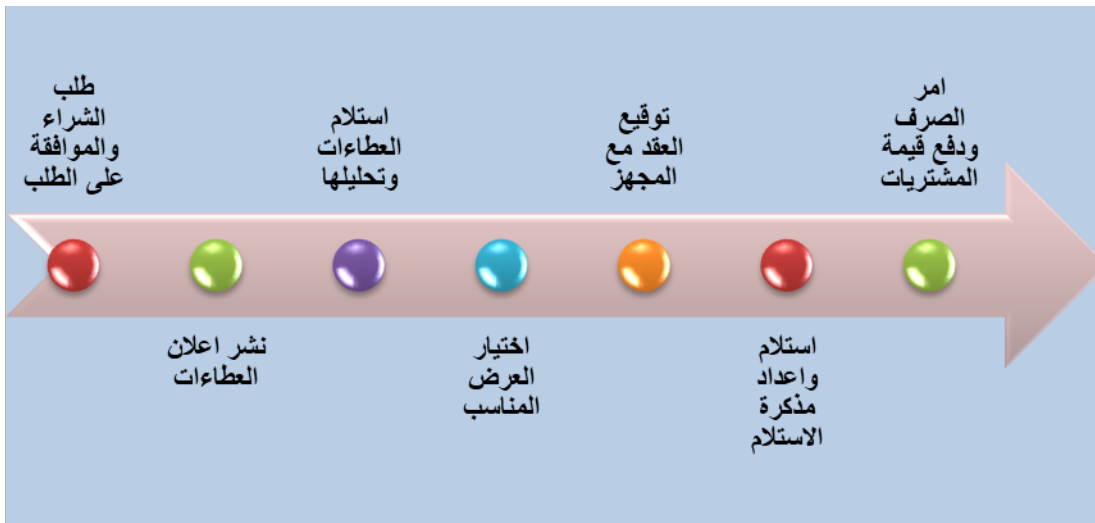 طلب
الشراء
والموافقة
على الطلب
نشر اعلان
العطاءات
استلام
العطاءات
وتحليلها
اختيار
العرض
المناسب
توقيع
العقد مع
المجهز
استلام
واعداد
مذكرة
الاستلام
امر
الصرف
ودفع قيمة
المشتريات